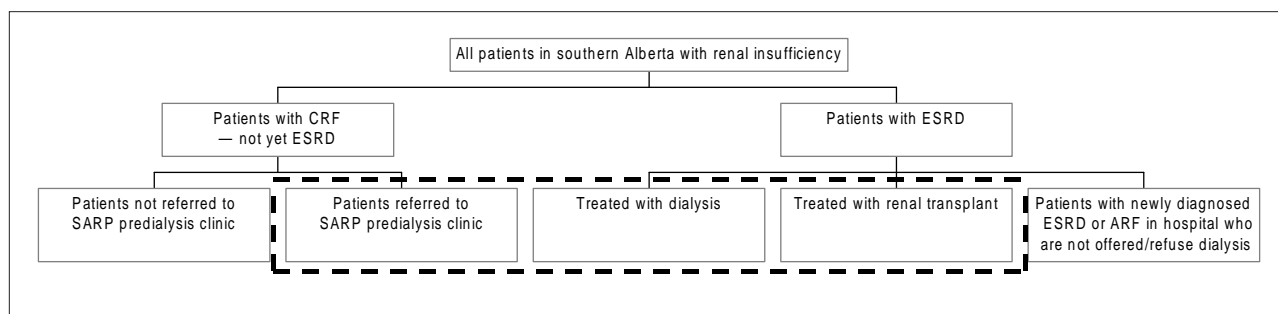 All patients in southern Alberta with renal insufficiency
Patients with CRF
— not yet ESRD
Patients with ESRD
Patients not referred to
SARP predialysis clinic
Patients referred to
SARP predialysis clinic
Treated with dialysis
Treated with renal transplant
Patients with newly diagnosed
ESRD or ARF in hospital who
are not offered/refuse dialysis